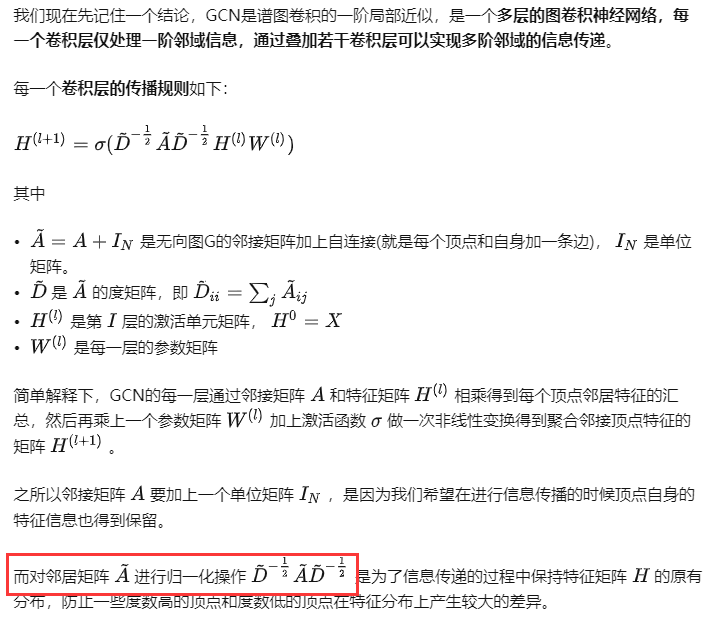 我们现在先记住一个结论，GCN是谱图卷积的一阶局部近似，是一个多层的图卷积神经网络，每
一个卷积层仅处理一阶邻域信息，通过叠加若干卷积层可以实现多阶邻域的信息传递。
每一个卷积层的传播规则如下：
$H^{(l+1)} = \sigma(\tilde{D}^{-\frac{1}{2}} \tilde{A} \tilde{D}^{-\frac{1}{2}} H^{(l)} W^{(l)})$
其中
• $\tilde{A} = A + I_N$ 是无向图G的邻接矩阵加上自连接(就是每个顶点和自身加一条边)， $I_N$ 是单位
矩阵。
• $\tilde{D}$ 是 $\tilde{A}$ 的度矩阵，即 $\tilde{D}_{ii} = \sum_j \tilde{A}_{ij}$
• $H^{(l)}$ 是第 $I$ 层的激活单元矩阵， $H^0 = X$
• $W^{(l)}$ 是每一层的参数矩阵
简单解释下，GCN的每一层通过邻接矩阵 $A$ 和特征矩阵 $H^{(l)}$ 相乘得到每个顶点邻居特征的汇
总，然后再乘上一个参数矩阵 $W^{(l)}$ 加上激活函数 $\sigma$ 做一次非线性变换得到聚合邻接顶点特征的
矩阵 $H^{(l+1)}$ 。
之所以邻接矩阵 $A$ 要加上一个单位矩阵 $I_N$ ，是因为我们希望在进行信息传播的时候顶点自身的
特征信息也得到保留。
而对邻居矩阵 $\tilde{A}$ 进行归一化操作 $\tilde{D}^{-\frac{1}{2}} \tilde{A} \tilde{D}^{-\frac{1}{2}}$ 是为了信息传递的过程中保持特征矩阵 $H$ 的原有
分布，防止一些度数高的顶点和度数低的顶点在特征分布上产生较大的差异。